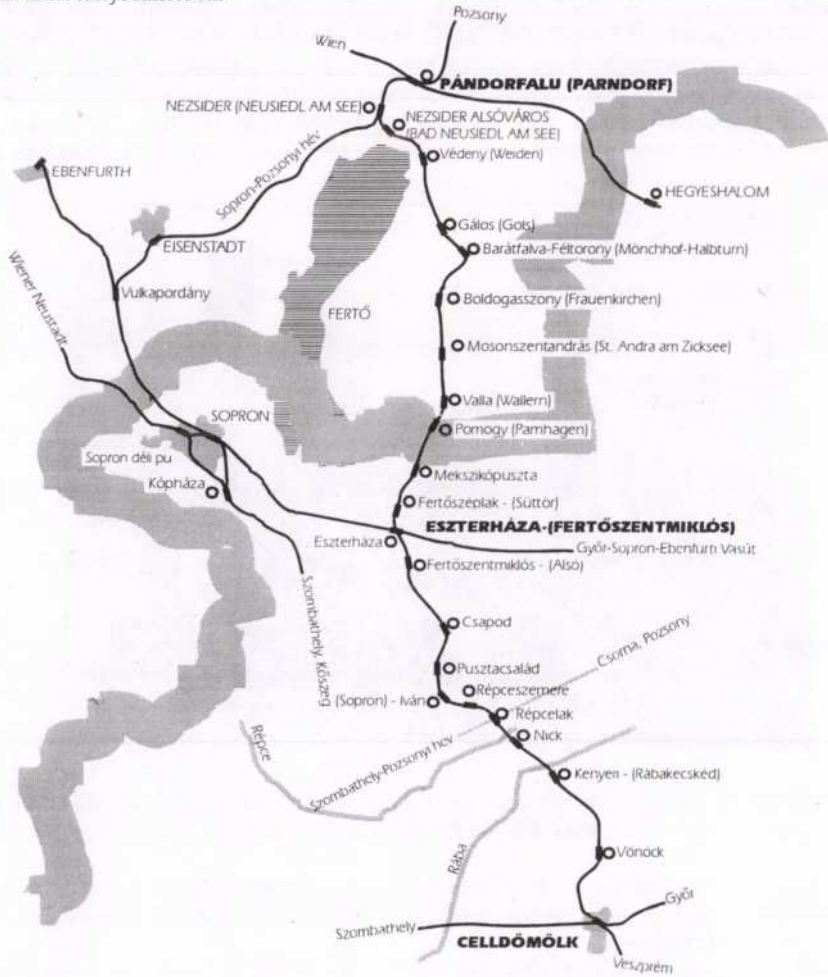 Pozsony
Wien
PÁNDORFALU (PARNDORF)
NEZSIDER (NEUSIEDL AM SEE)
NEZSIDER ALSÓVÁROS
(BAD NEUSIEDL AM SEE)
Védeny (Weiden)
EBENFURTH
Sopron-Pozsonyi hév
HEGYESHALOM
Gálos (Gols)
EISENSTADT
Barátfalva-Féltorony (Mönchhof-Halbturn)
Vulkapordány
Boldogasszony (Frauenkirchen)
Wiener Neustadt
FERTŐ
Mosonszentandrás (St. Andra am Zicksee)
Valla (Wallern)
SOPRON
Pomogy (Pamhagen)
Sopron déli pu
Mekszikópuszta
Kópháza
Fertőszéplak - (Süttör)
ESZTERHÁZA-(FERTŐSZENTMIKLÓS)
Eszterháza
Győr-Sopron-Ebenfurti Vasút
Fertőszentmiklós - (Alsó)
Szombathely, Kőszeg
Csapod
Csorna, Pozsony
Pusztacsalád
Répceszemere
(Sopron) - Iván
Répcelak
Répce
Nick
Szombathely-Pozsonyi hév
Kenyeri - (Rábakecskéd)
Rába
Vönöck
Győr
Szombathely
CELLDÖMÖLK
Veszprém